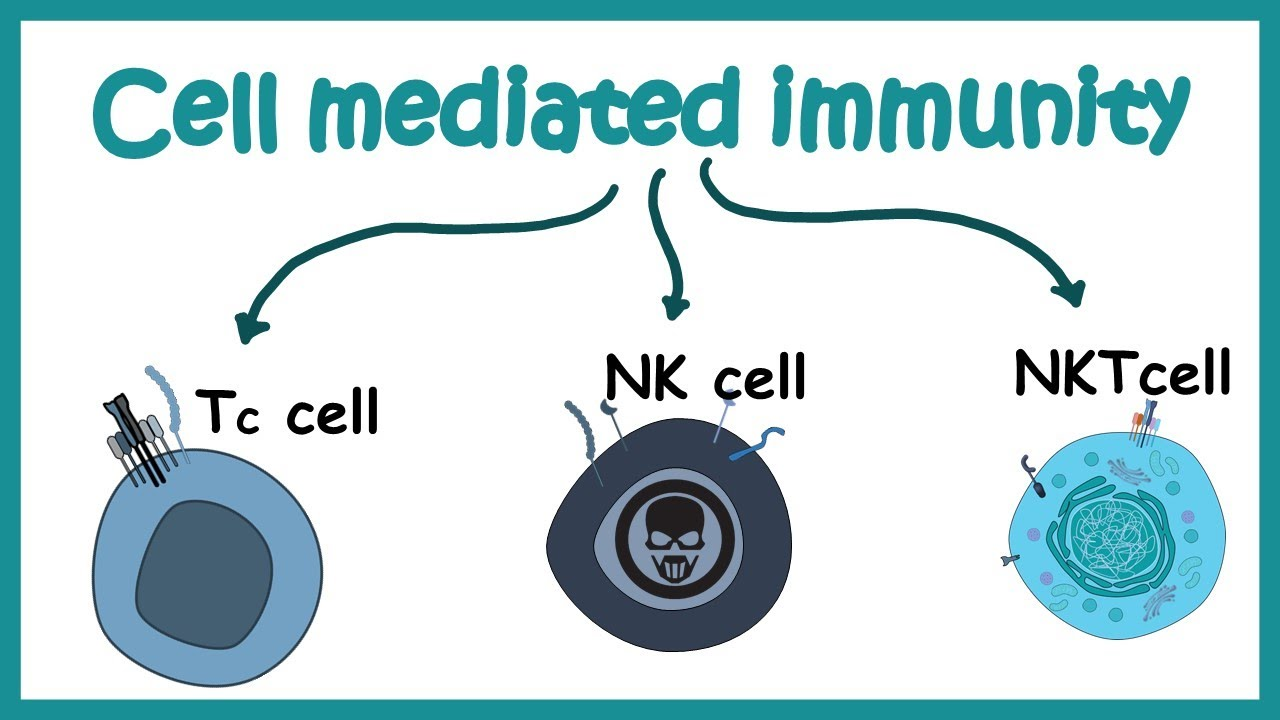 Cell mediated immunity
Tc cell
NK cell
NKTcell